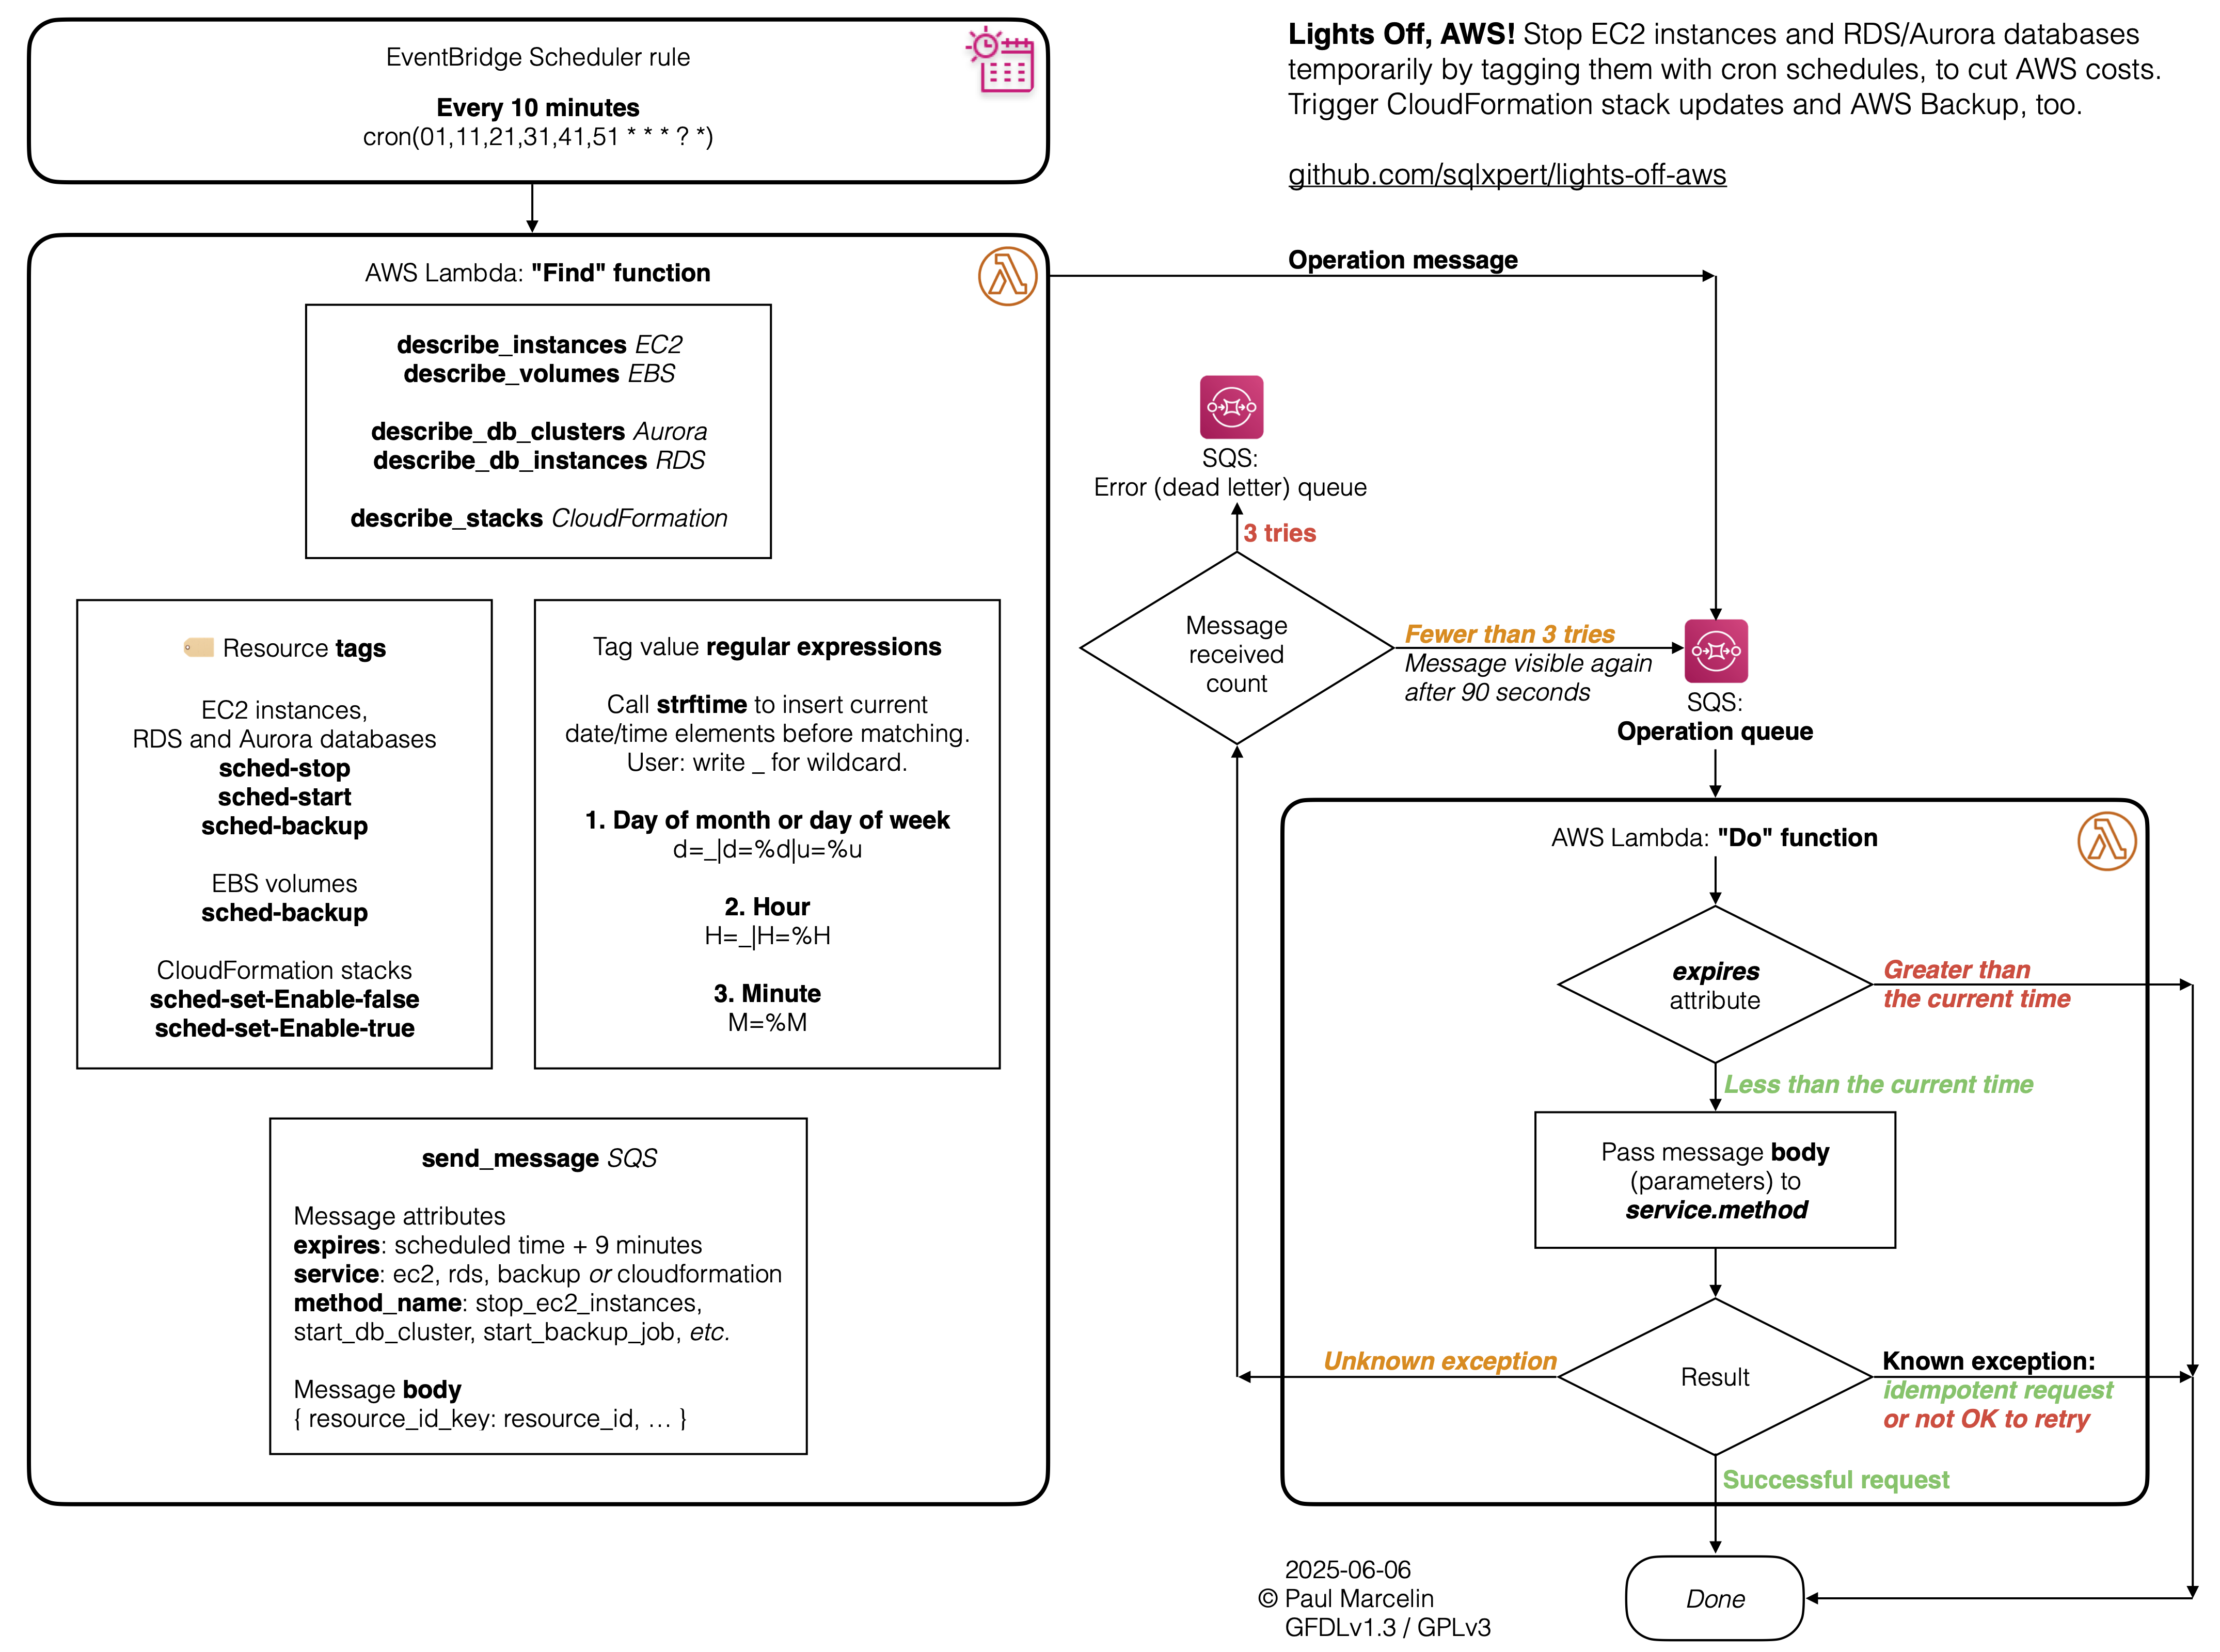 EventBridge Scheduler rule
Every 10 minutes
cron(01,11,21,31,41,51 * * * ? *)
Lights Off, AWS! Stop EC2 instances and RDS/Aurora databases
temporarily by tagging them with cron schedules, to cut AWS costs.
Trigger CloudFormation stack updates and AWS Backup, too.
github.com/sqlxpert/lights-off-aws
AWS Lambda: "Find" function
describe_instances EC2
describe_volumes EBS
describe_db_clusters Aurora
describe_db_instances RDS
describe_stacks CloudFormation
Resource tags
EC2 instances,
RDS and Aurora databases
sched-stop
sched-start
sched-backup
EBS volumes
sched-backup
CloudFormation stacks
sched-set-Enable-false
sched-set-Enable-true
Tag value regular expressions
Call strftime to insert current
date/time elements before matching.
User: write _ for wildcard.
1. Day of month or day of week
d=_|d=%d|u=%u
2. Hour
H=_|H=%H
3. Minute
M=%M
send_message SQS
Message attributes
expires: scheduled time + 9 minutes
service: ec2, rds, backup or cloudformation
method_name: stop_ec2_instances,
start_db_cluster, start_backup_job, etc.
Message body
{ resource_id_key: resource_id, … }
Operation message
SQS:
Error (dead letter) queue
3 tries
Message
received
count
Fewer than 3 tries
Message visible again
after 90 seconds
SQS:
Operation queue
AWS Lambda: "Do" function
expires
attribute
Greater than
the current time
Less than the current time
Pass message body
(parameters) to
service.method
Result
Unknown exception
Known exception:
idempotent request
or not OK to retry
Successful request
Done
2025-06-06
© Paul Marcelin
GFDLv1.3 / GPLv3